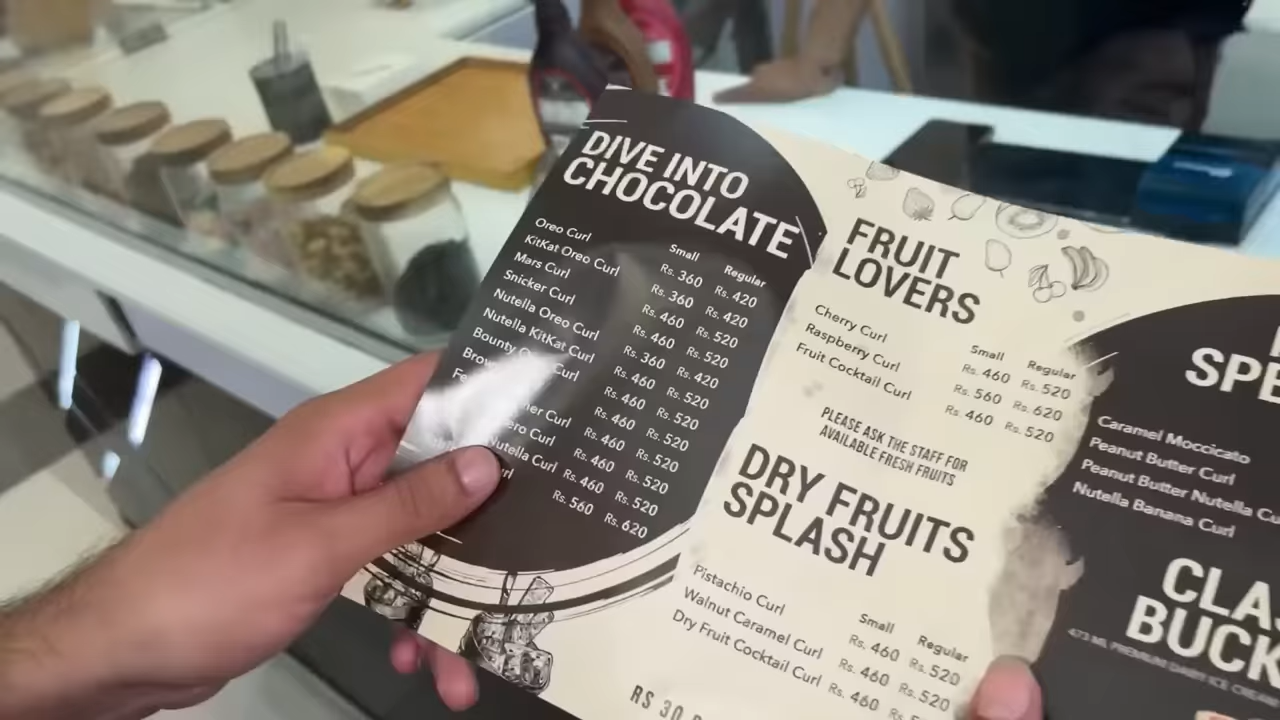 DIVE INTO
CHOCOLATE
Small Regular
Oreo Curl Rs. 360 Rs. 420
KitKat Oreo Curl Rs. 360 Rs. 420
Mars Curl Rs. 460 Rs. 520
Snicker Curl Rs. 460 Rs. 520
Nutella Oreo Curl Rs. 360 Rs. 420
Nutella KitKat Curl Rs. 460 Rs. 520
Bounty Curl Rs. 460 Rs. 520
Rs. 460 Rs. 520
Curl Rs. 460 Rs. 520
Curl Rs. 460 Rs. 520
Nutella Curl Rs. 460 Rs. 520
Rs. 560 Rs. 620
FRUIT
LOVERS
Small Regular
Cherry Curl Rs. 460 Rs. 520
Raspberry Curl Rs. 560 Rs. 620
Fruit Cocktail Curl Rs. 460 Rs. 520
PLEASE ASK THE STAFF FOR
AVAILABLE FRESH FRUITS
DRY FRUITS
SPLASH
Small Regular
Pistachio Curl Rs. 460 Rs. 520
Walnut Caramel Curl Rs. 460 Rs. 520
Dry Fruit Cocktail Curl Rs. 460 Rs.
RS 30
SPE
Caramel Moccicato
Peanut Butter Curl
Peanut Butter Nutella Cu
Nutella Banana Curl
CLA
BUCK
473 ML PREMIUM DAIRY ICE CREAM